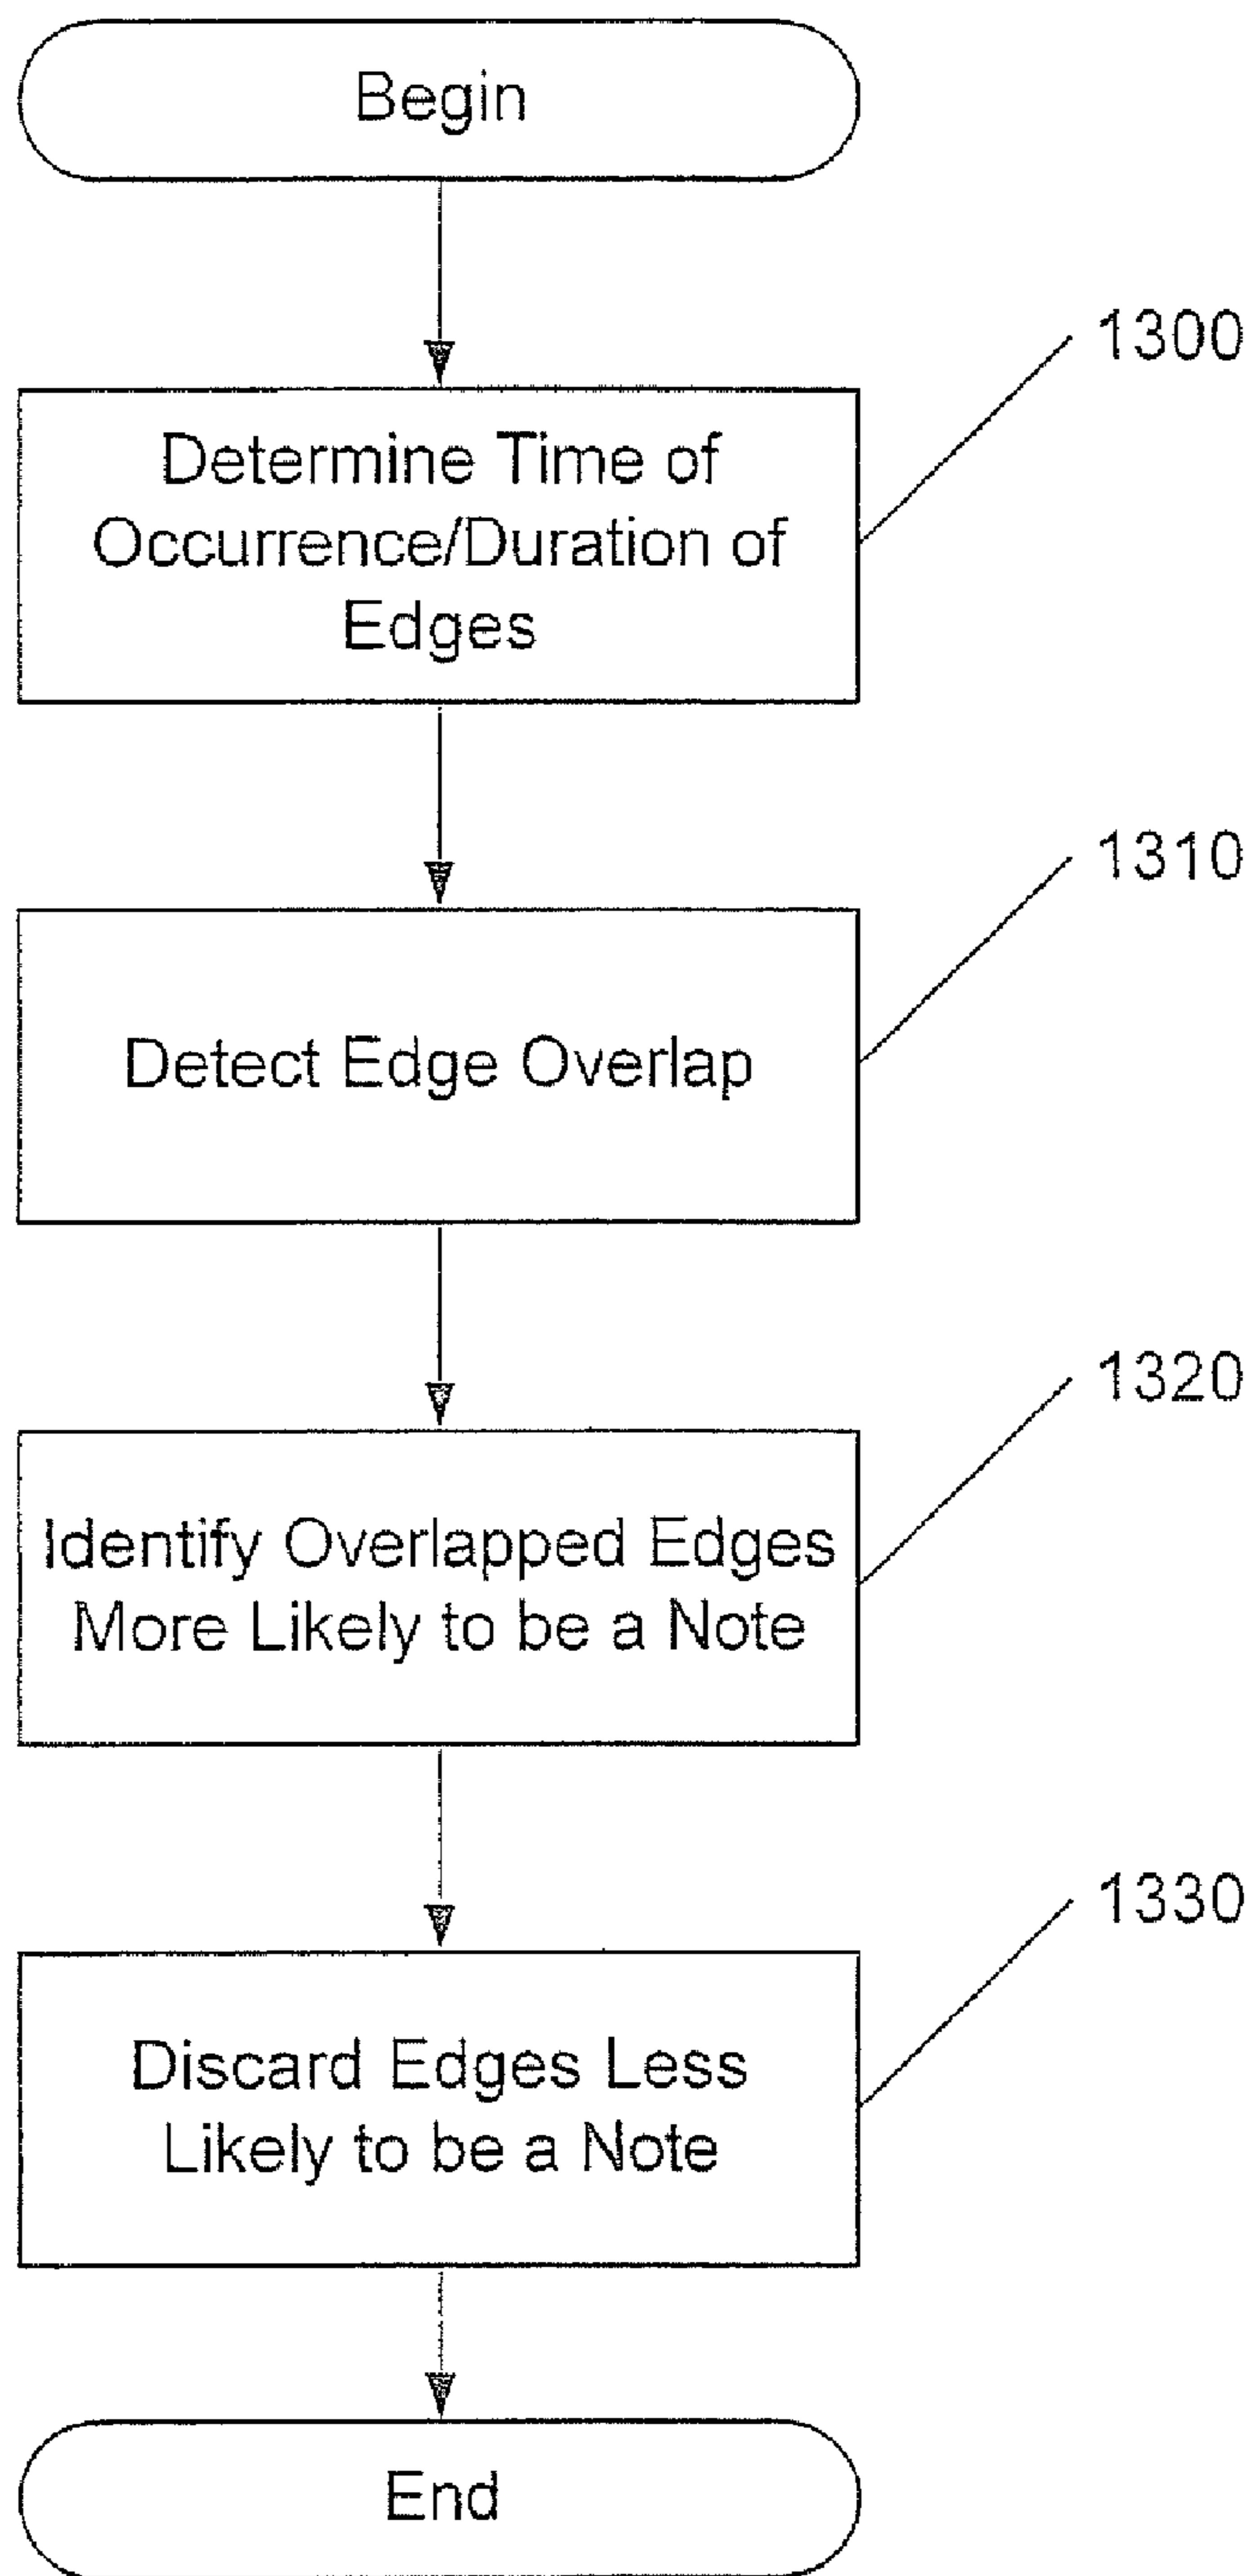 Begin
1300
Determine Time of
Occurrence/Duration of
Edges
1310
Detect Edge Overlap
1320
Identify Overlapped Edges
More Likely to be a Note
1330
Discard Edges Less
Likely to be a Note
End